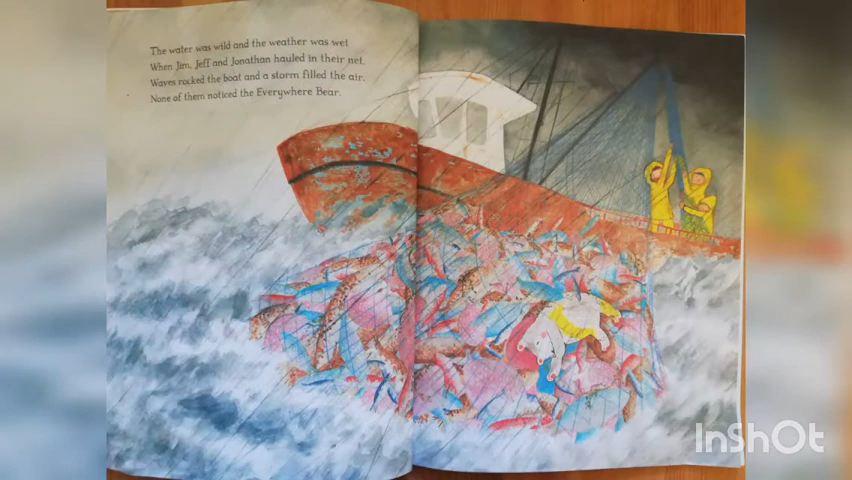 The water was wild and the weather was wet
When Jim, Jeff and Jonathan hauled in their net.
Waves rocked the boat and a storm filled the air.
None of them noticed the Everywhere Bear.
InShOt